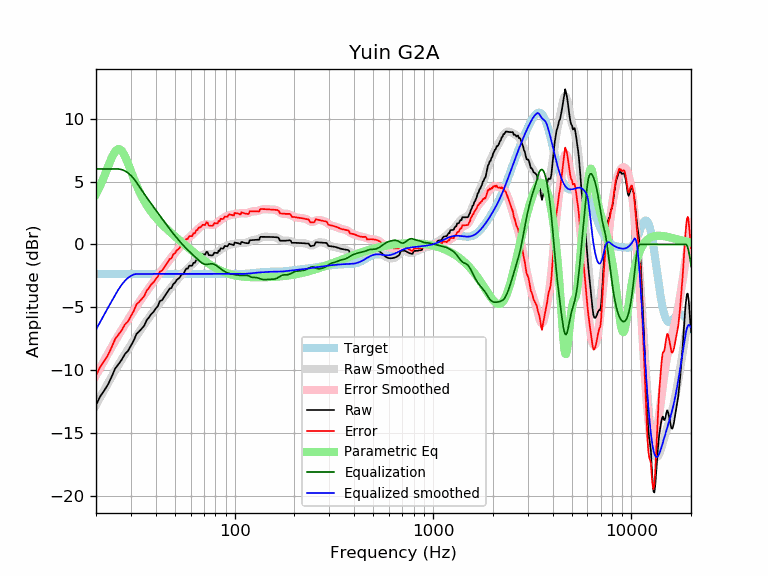 Yuin G2A
Amplitude (dBr)
10
5
0
−5
−10
−15
−20
Target
Raw Smoothed
Error Smoothed
Raw
Error
Parametric Eq
Equalization
Equalized smoothed
100
1000
10000
Frequency (Hz)